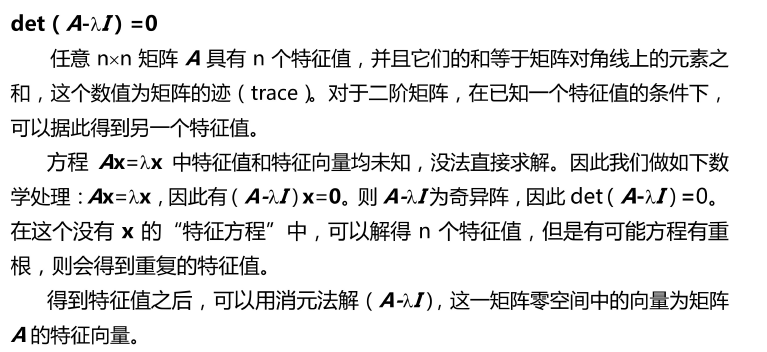 det（A-λI）=0
任意 n×n 矩阵 A 具有 n 个特征值，并且它们的和等于矩阵对角线上的元素之
和，这个数值为矩阵的迹（trace）。对于二阶矩阵，在已知一个特征值的条件下，
可以据此得到另一个特征值。
方程 Ax=λx 中特征值和特征向量均未知，没法直接求解。因此我们做如下数
学处理：Ax=λx，因此有（A-λI）x=0。则 A-λI为奇异阵，因此 det（A-λI）=0。
在这个没有 x 的“特征方程”中，可以解得 n 个特征值，但是有可能方程有重
根，则会得到重复的特征值。
得到特征值之后，可以用消元法解（A-λI），这一矩阵零空间中的向量为矩阵
A的特征向量。